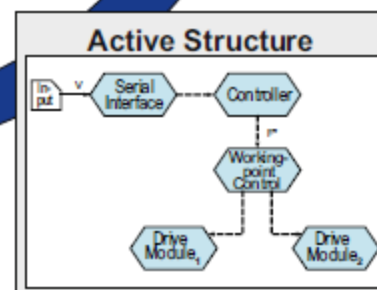 Active Structure
In-
put
v
Serial
Interface
Controller
Working-
point
Control
Drive
Module₁
Drive
Module₂